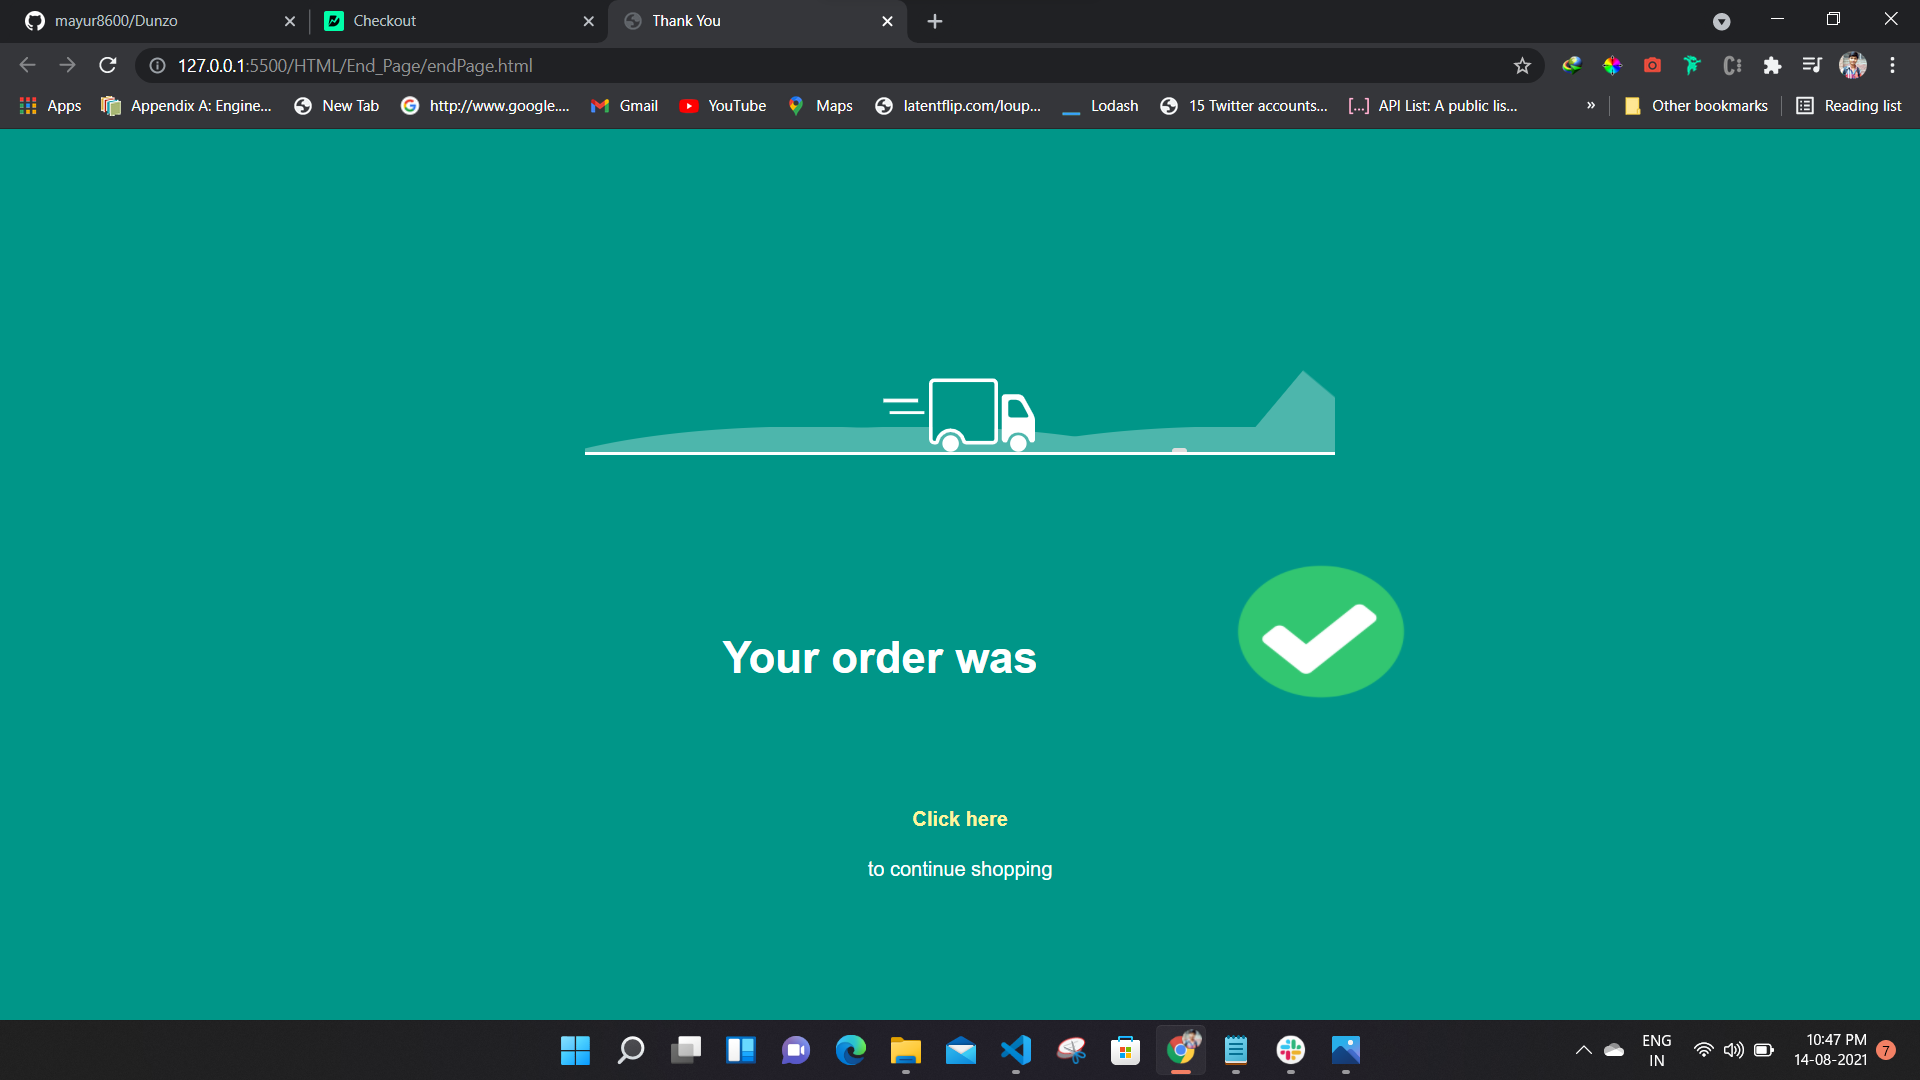 mayur8600/Dunzo
Checkout
Thank You
127.0.0.1:5500/HTML/End_Page/endPage.html
Apps
Appendix A: Engine...
New Tab
http://www.google....
Gmail
YouTube
Maps
latentflip.com/loup...
Lodash
15 Twitter accounts...
[...] API List: A public lis...
»
Other bookmarks
Reading list
Your order was
Click here
to continue shopping
ENG
IN
10:47 PM
14-08-2021
7